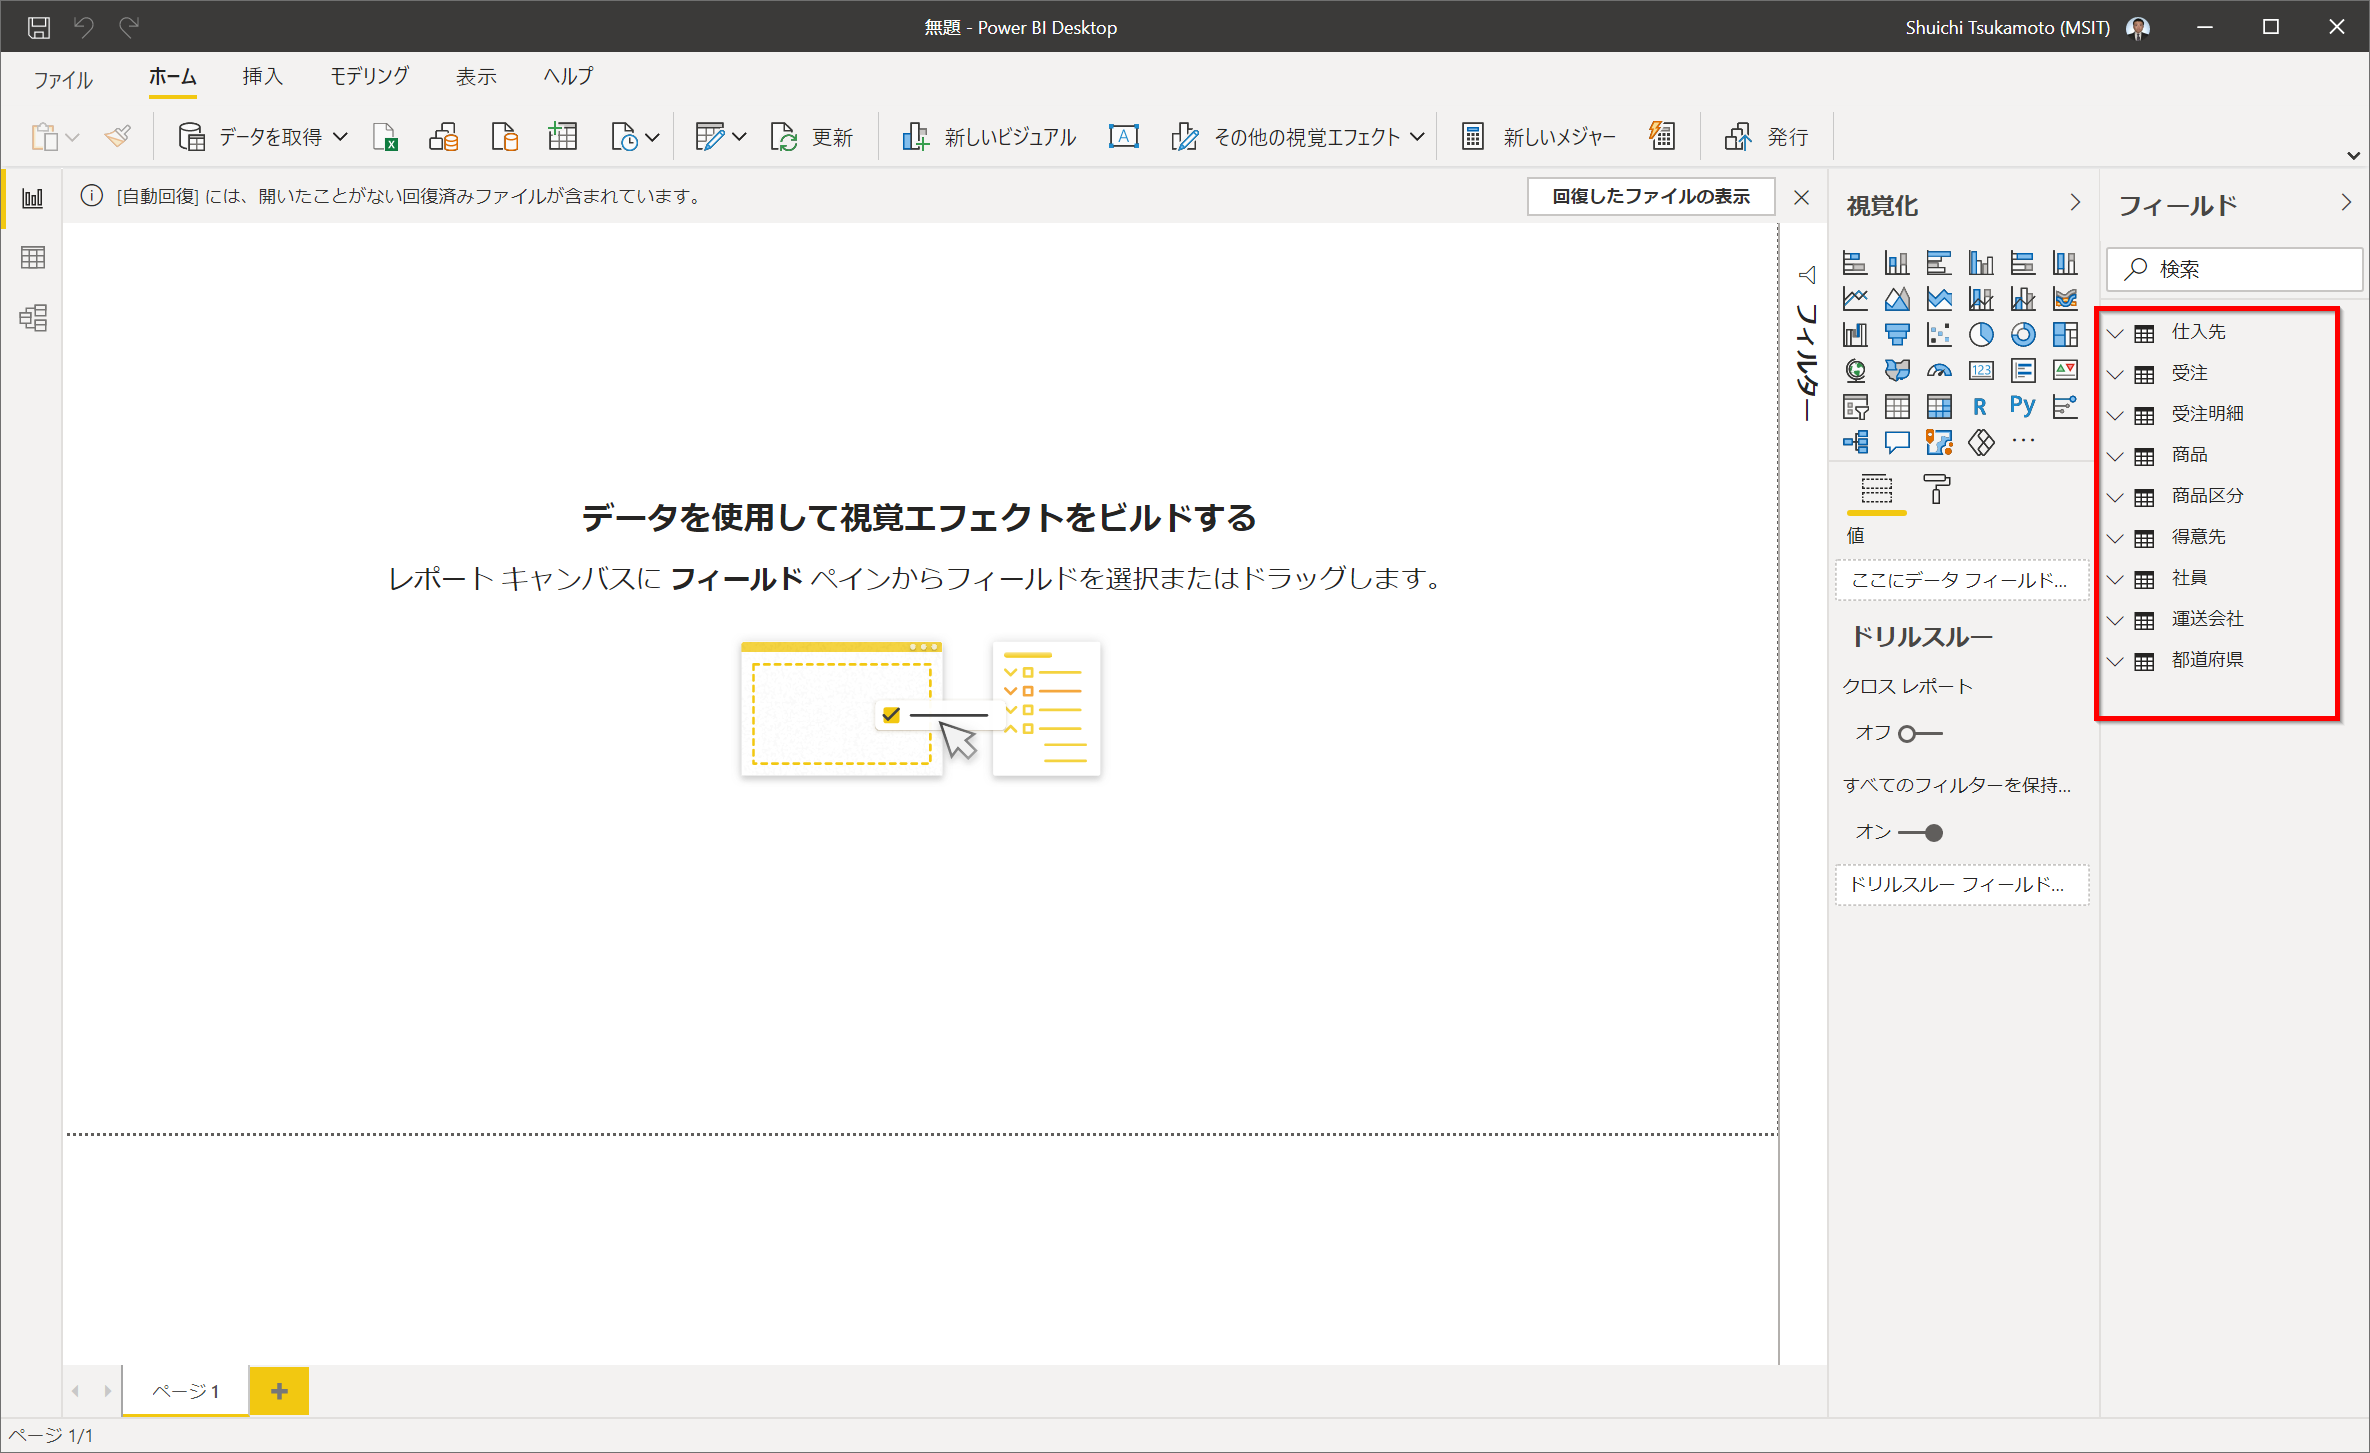 無題 - Power BI Desktop
Shuichi Tsukamoto (MSIT)
ファイル
ホーム
挿入
モデリング
表示
ヘルプ
データを取得
更新
新しいビジュアル
A
その他の視覚エフェクト
新しいメジャー
発行
[自動回復] には、開いたことがない回復済みファイルが含まれています。
回復したファイルの表示
フィルター
データを使用して視覚エフェクトをビルドする
レポート キャンバスに フィールド ペインからフィールドを選択またはドラッグします。
視覚化
123
R
Py
値
ここにデータ フィールド...
ドリルスルー
クロス レポート
オフ
すべてのフィルターを保持...
オン
ドリルスルー フィールド...
フィールド
検索
仕入先
受注
受注明細
商品
商品区分
得意先
社員
運送会社
都道府県
ページ 1
ページ 1/1